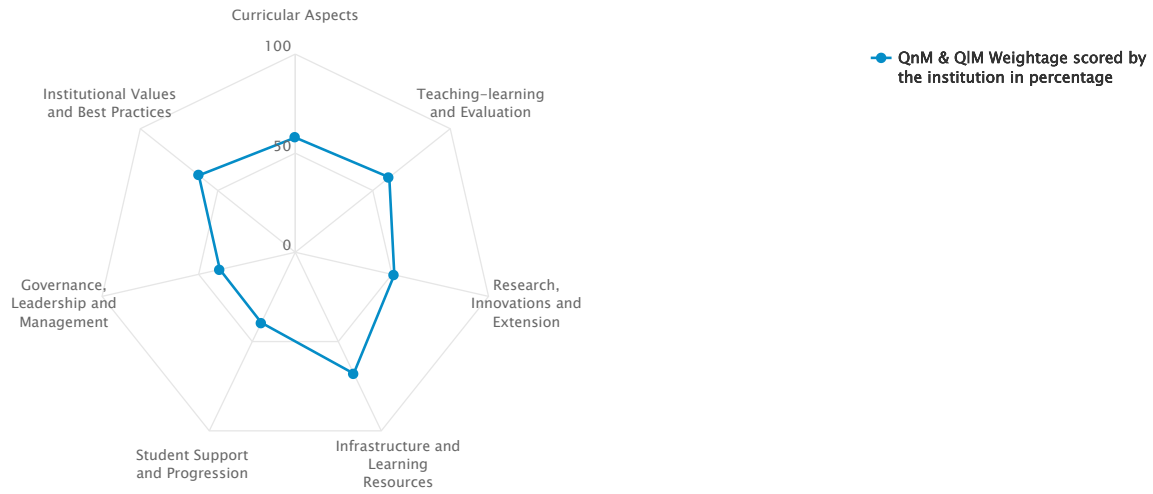 Curricular Aspects
100
QnM & QlM Weightage scored by
the institution in percentage
Institutional Values
and Best Practices
Teaching-learning
and Evaluation
50
0
Governance,
Leadership and
Management
Research,
Innovations and
Extension
Student Support
and Progression
Infrastructure and
Learning
Resources